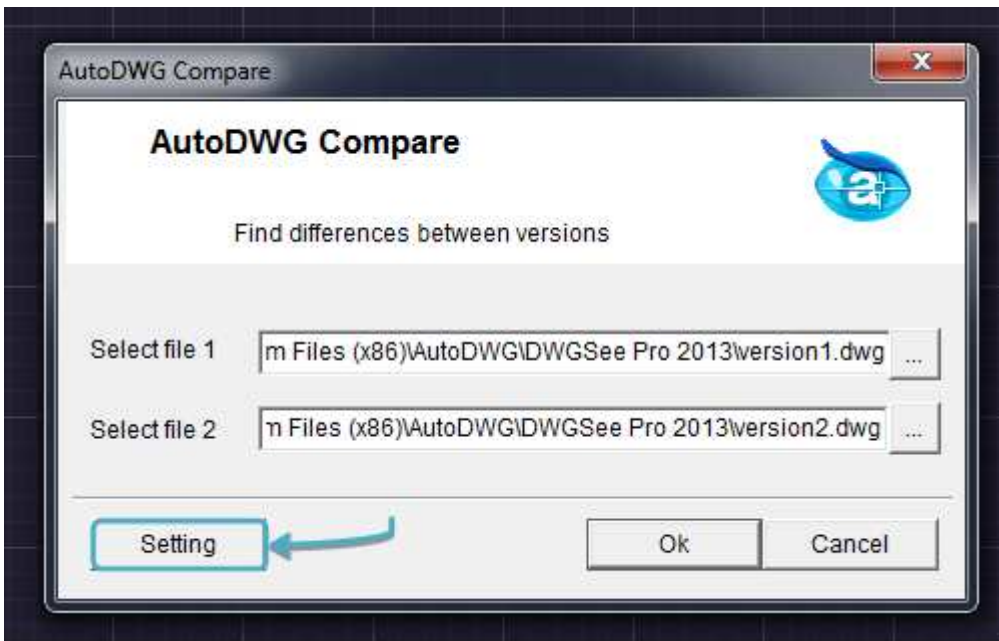 AutoDWG Compare
x
AutoDWG Compare
a
Find differences between versions
Select file 1
m Files (x86)\AutoDWG\DWGSee Pro 2013\version1.dwg
...
Select file 2
n Files (x86)\AutoDWG\DWGSee Pro 2013\version2.dwg
...
Setting
Ok
Cancel